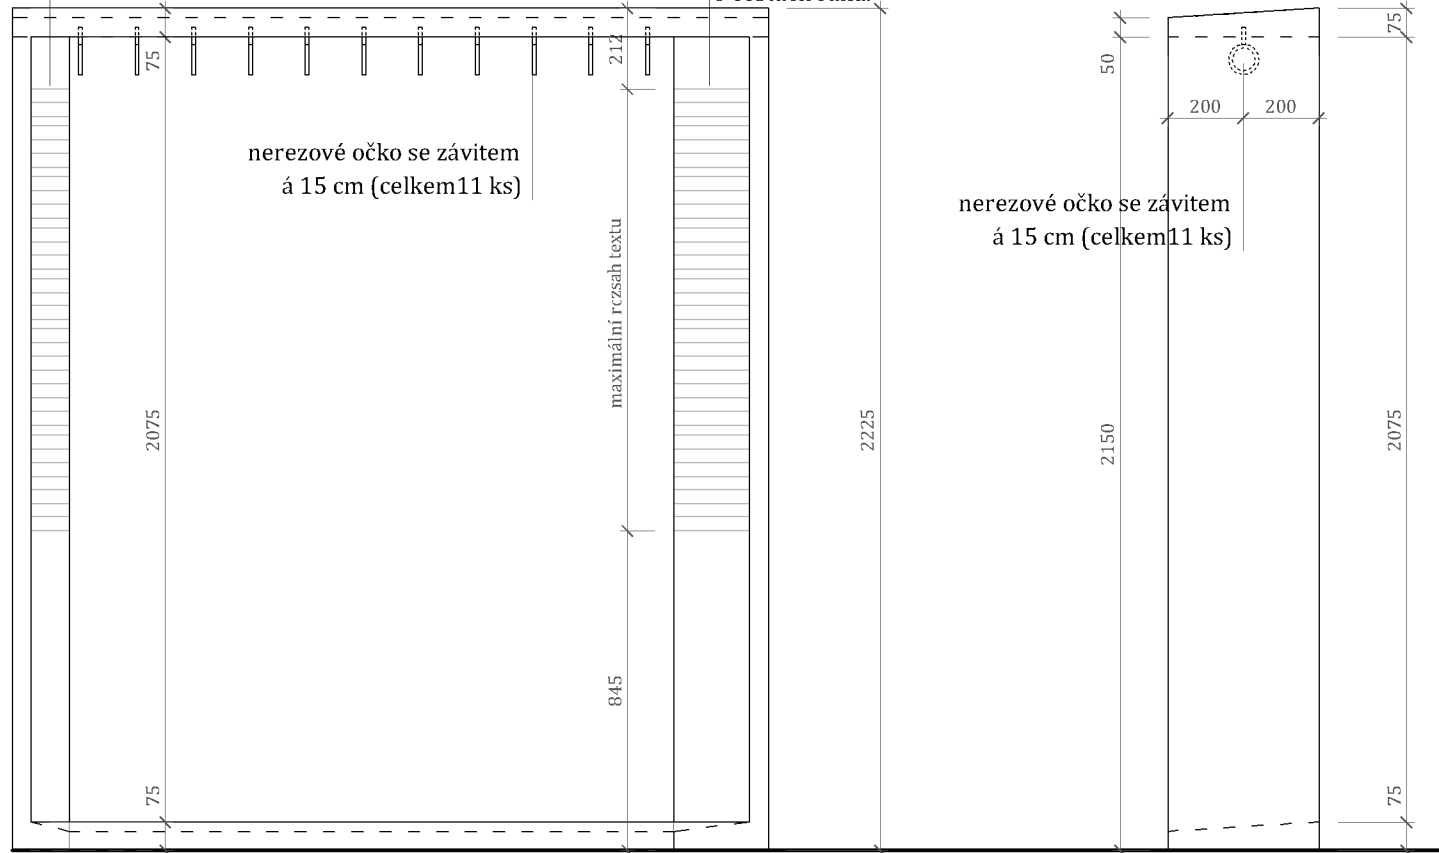 75
212
nerezové očko se závitem
á 15 cm (celkem11 ks)
maximální rozsah textu
2075
2225
845
75
75
50
200
200
nerezové očko se závitem
á 15 cm (celkem11 ks)
2150
2075
75